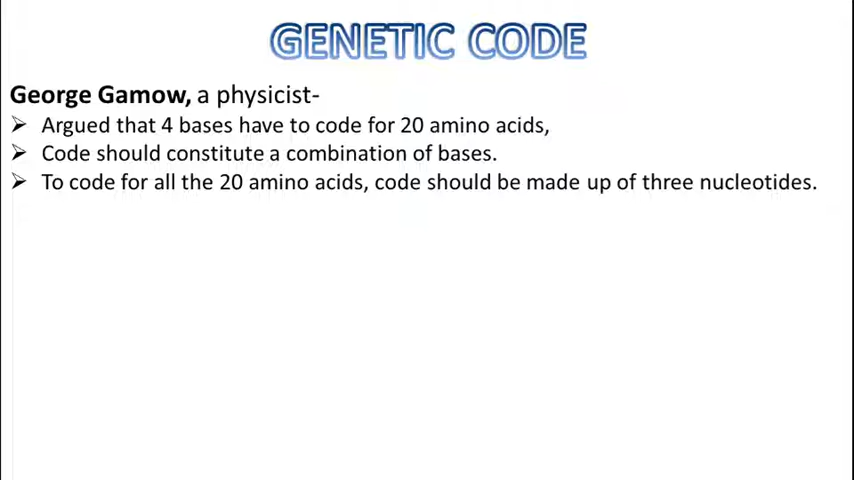 GENETIC CODE
George Gamow, a physicist-
➢ Argued that 4 bases have to code for 20 amino acids,
➢ Code should constitute a combination of bases.
➢ To code for all the 20 amino acids, code should be made up of three nucleotides.